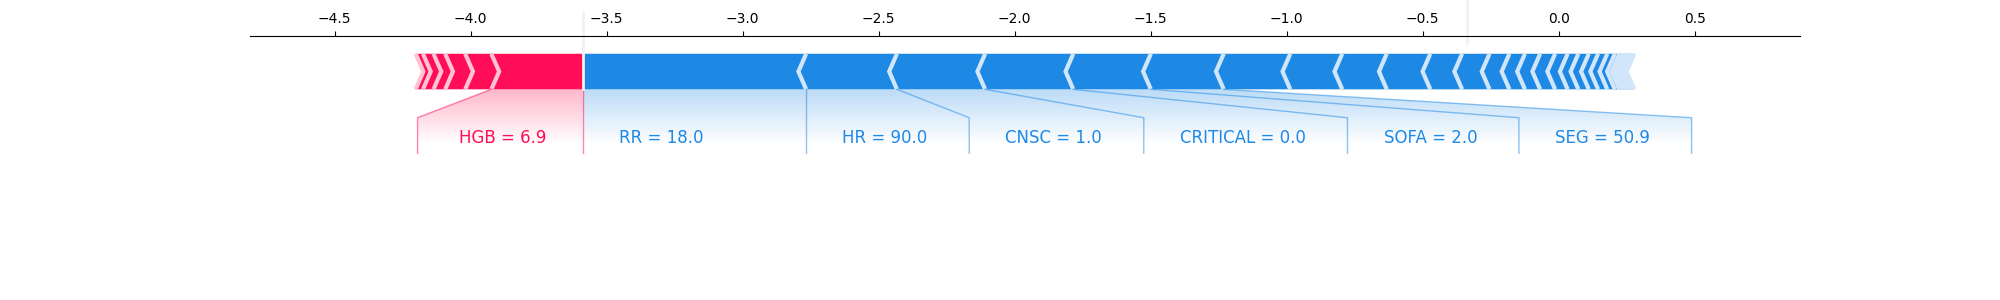 −4.5 −4.0 −3.5 −3.0 −2.5 −2.0 −1.5 −1.0 −0.5 0.0 0.5
HGB = 6.9 RR = 18.0 HR = 90.0 CNSC = 1.0 CRITICAL = 0.0 SOFA = 2.0 SEG = 50.9